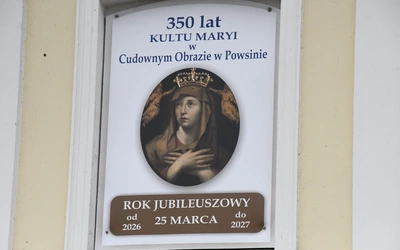 350 lat
KULTU MARYI
w
Cudownym Obrazie w Powsinie
ROK JUBILEUSZOWY
od 25 MARCA do
2026 2027